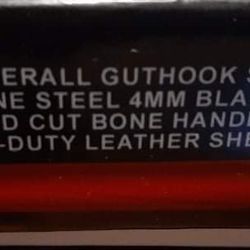 ERALL GUTHOOK S
NE STEEL 4MM BLA
D CUT BONE HANDL
-DUTY LEATHER SHE